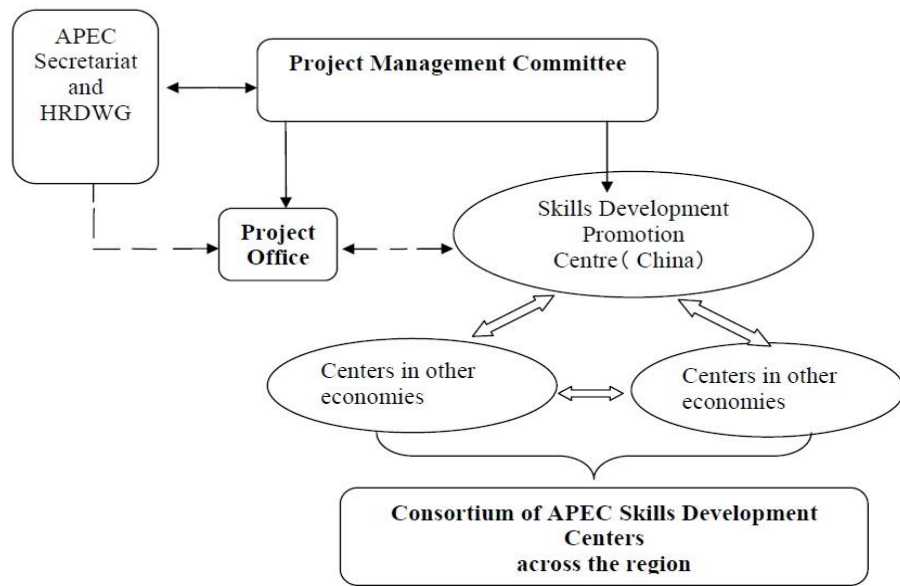 APEC
Secretariat
and
HRDWG
Project Management Committee
Project
Office
Skills Development
Promotion
Centre( China）
Centers in other
economies
Centers in other
economies
Consortium of APEC Skills Development
Centers
across the region